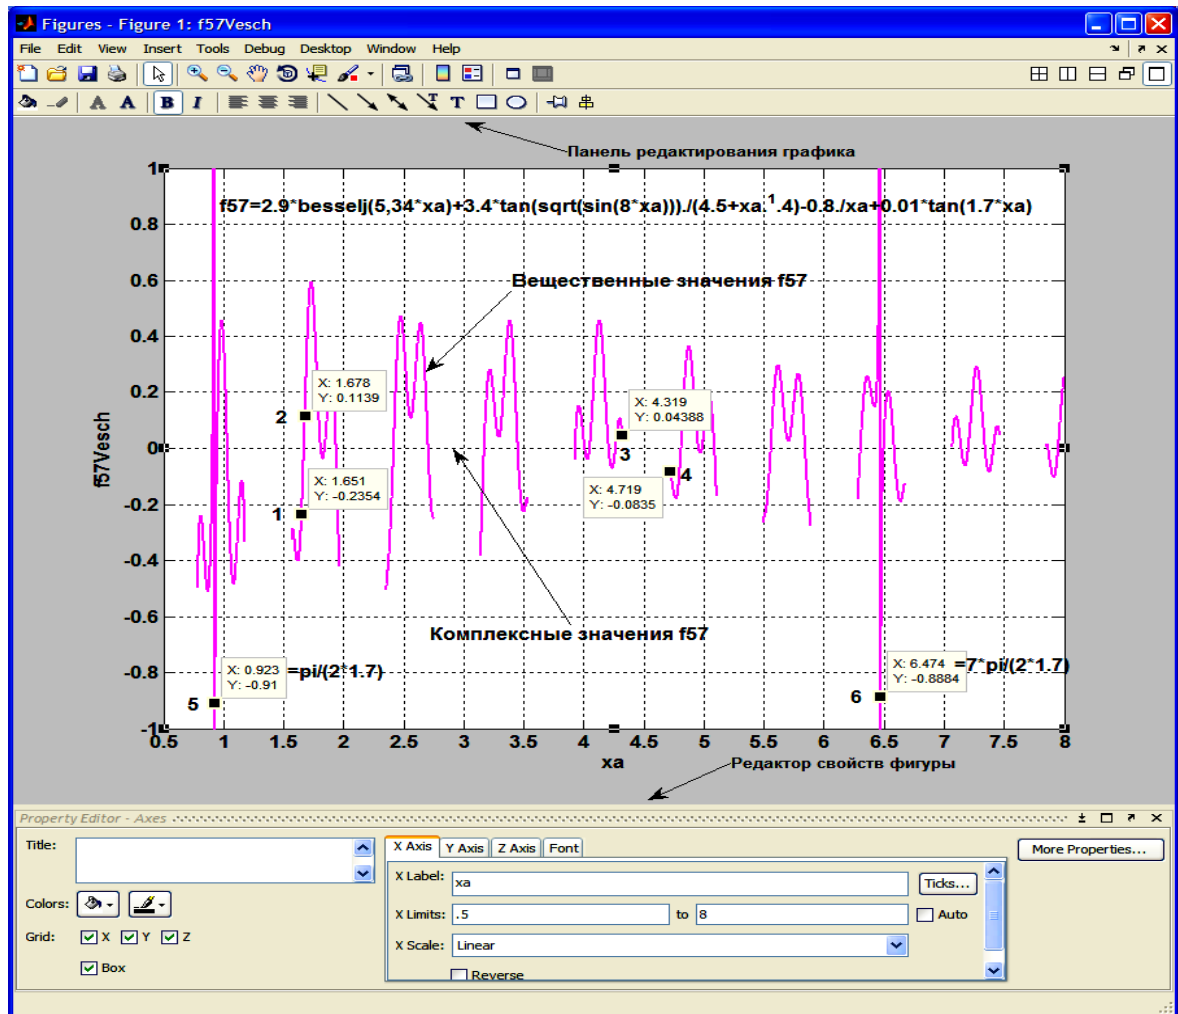 Figures - Figure 1: f57Vesch
File Edit View Insert Tools Debug Desktop Window Help
Панель редактирования графика
f57=2.9*besselj(5,34*xa)+3.4*tan(sqrt(sin(8*xa)))./(4.5+xa.^1.4)-0.8./xa+0.01*tan(1.7*xa)
Вещественные значения f57
X: 1.678
Y: 0.1139
2
X: 4.319
Y: 0.04388
3
X: 1.651
Y: -0.2354
1
X: 4.719
Y: -0.0835
4
Комплексные значения f57
X: 0.923
Y: -0.91
=pi/(2*1.7)
5
X: 6.474
Y: -0.8884
=7*pi/(2*1.7)
6
f57Vesch
1
0.8
0.6
0.4
0.2
0
-0.2
-0.4
-0.6
-0.8
-1
0.5 1 1.5 2 2.5 3 3.5 4 4.5 5 5.5 6 6.5 7 7.5 8
xa
Редактор свойств фигуры
Property Editor - Axes
Title:
Colors:
Grid: X Y Z
Box
X Axis Y Axis Z Axis Font
X Label: xa
Ticks...
X Limits: .5 to 8
Auto
X Scale: Linear
Reverse
More Properties...